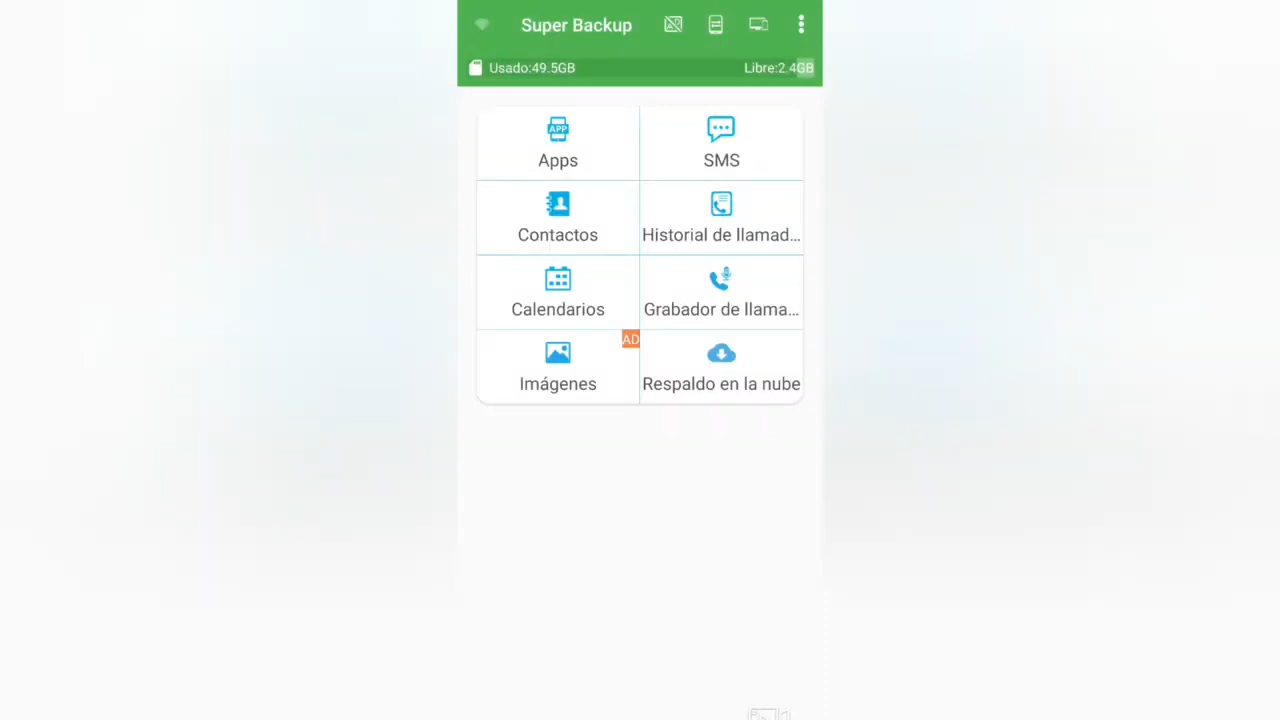 Super Backup
Usado:49.5GB Libre:2.4GB
APP
Apps SMS
Contactos Historial de llamad...
Calendarios Grabador de llama...
AD
Imágenes Respaldo en la nube